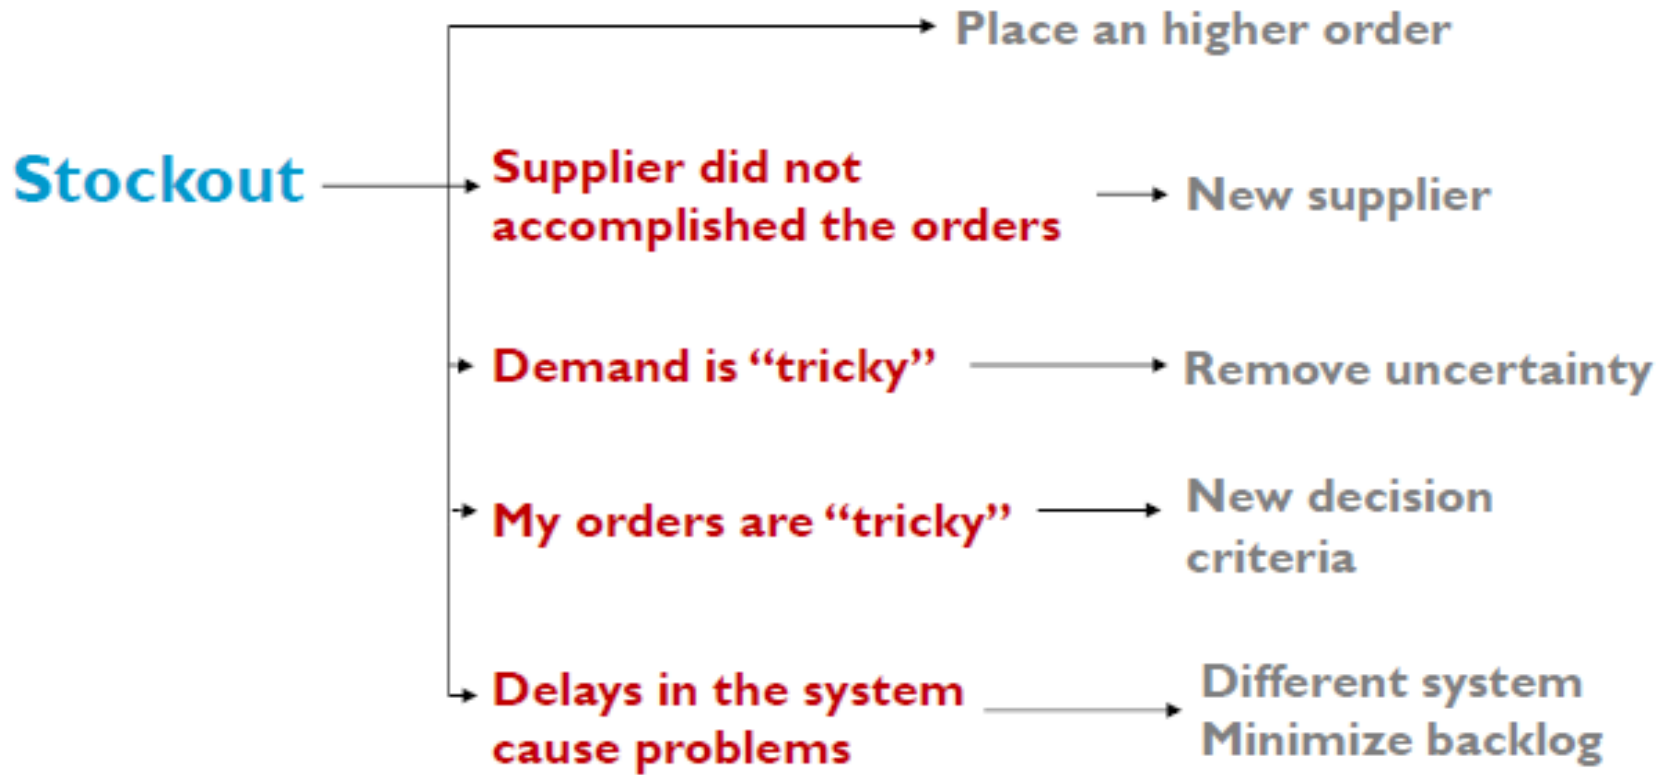 Place an higher order
Stockout
Supplier did not
accomplished the orders
New supplier
Demand is “tricky”
Remove uncertainty
My orders are “tricky”
New decision
criteria
Delays in the system
cause problems
Different system
Minimize backlog